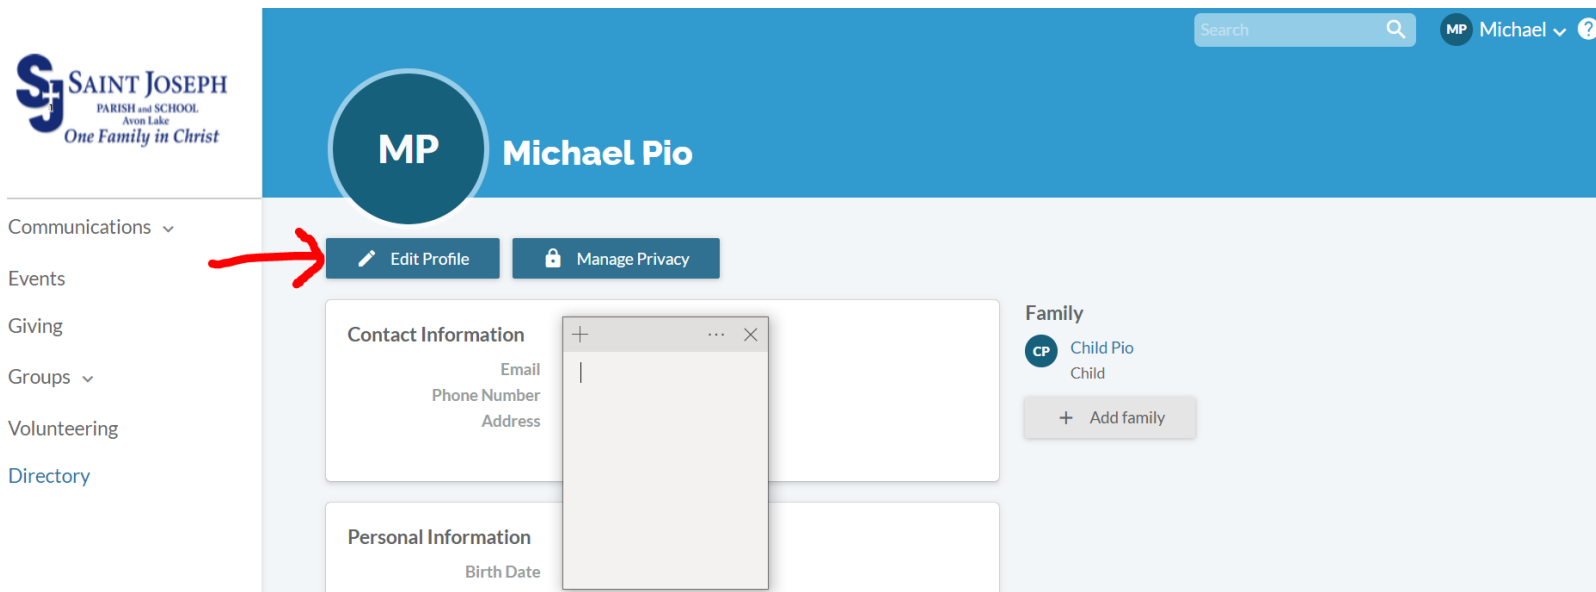 SAINT JOSEPH
PARISH and SCHOOL
Avon Lake
One Family in Christ
Search
MP Michael
?
MP
Michael Pio
Communications
Events
Giving
Groups
Volunteering
Directory
Edit Profile
Manage Privacy
Contact Information
Email
Phone Number
Address
Personal Information
Birth Date
Family
CP Child Pio
Child
+ Add family